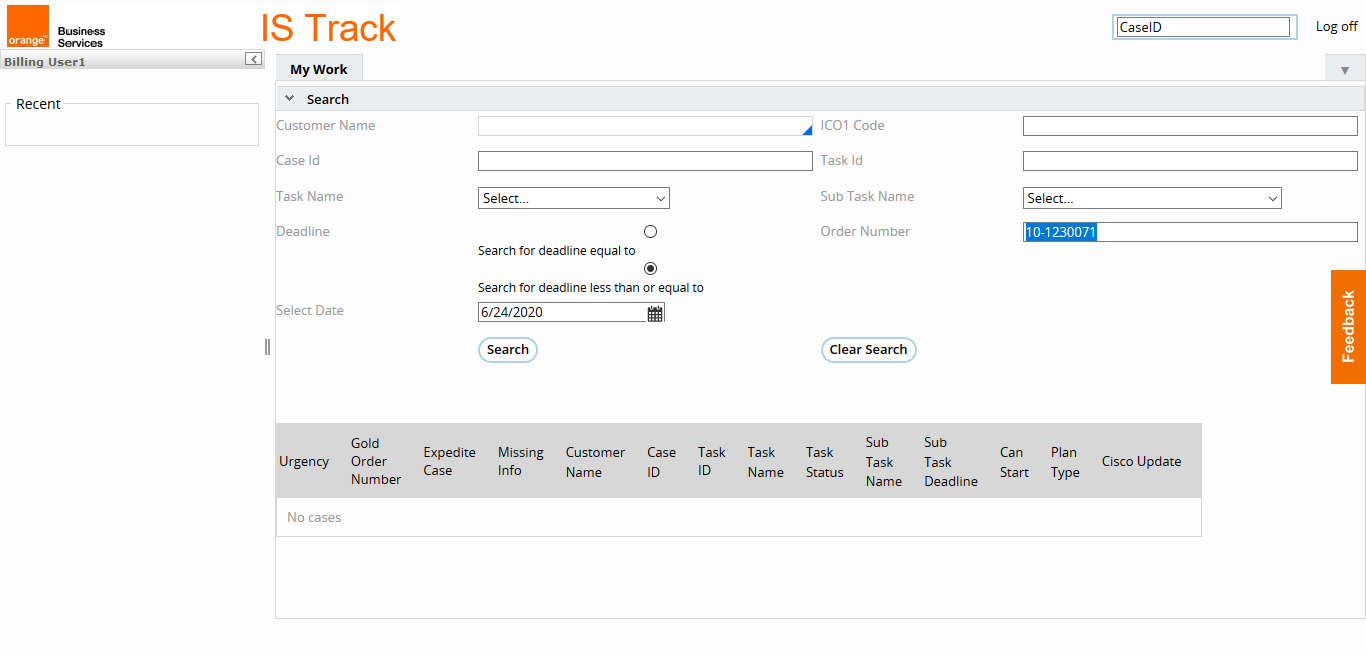 orange™
Business
Services
IS Track
CaseID
Log off
Billing User1
Recent
My Work
Search
Customer Name
ICO1 Code
Case Id
Task Id
Task Name
Select...
Sub Task Name
Select...
Deadline
Search for deadline equal to
Search for deadline less than or equal to
Order Number
10-1230071
Select Date
6/24/2020
Search
Clear Search
Feedback
Urgency
Gold
Order
Number
Expedite
Case
Missing
Info
Customer
Name
Case
ID
Task
ID
Task
Name
Task
Status
Sub
Task
Name
Sub
Task
Deadline
Can
Start
Plan
Type
Cisco Update
No cases